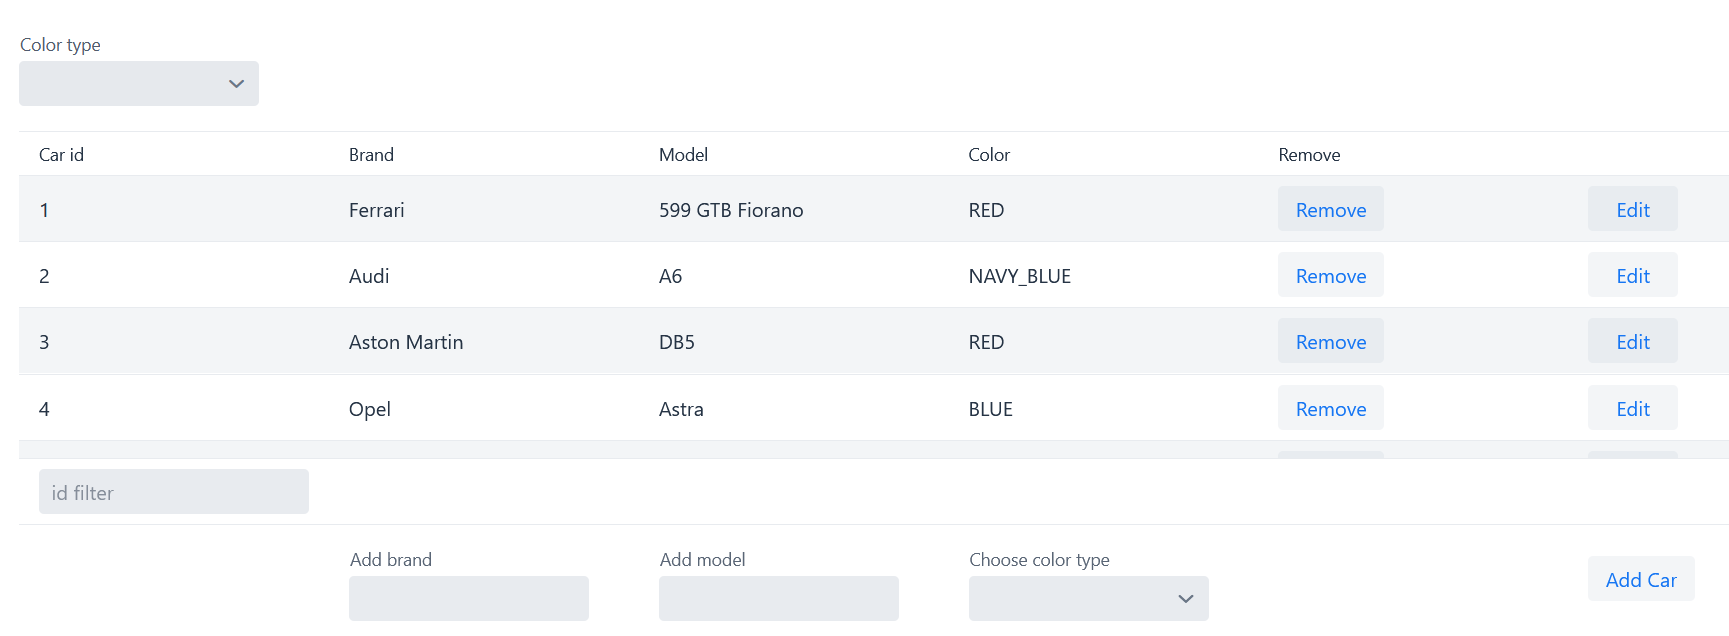 Color type
Car id Brand Model Color Remove
1 Ferrari 599 GTB Fiorano RED Remove Edit
2 Audi A6 NAVY_BLUE Remove Edit
3 Aston Martin DB5 RED Remove Edit
4 Opel Astra BLUE Remove Edit
id filter
Add brand Add model Choose color type
Add Car